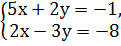 5x + 2y = −1,
2x − 3y = −8